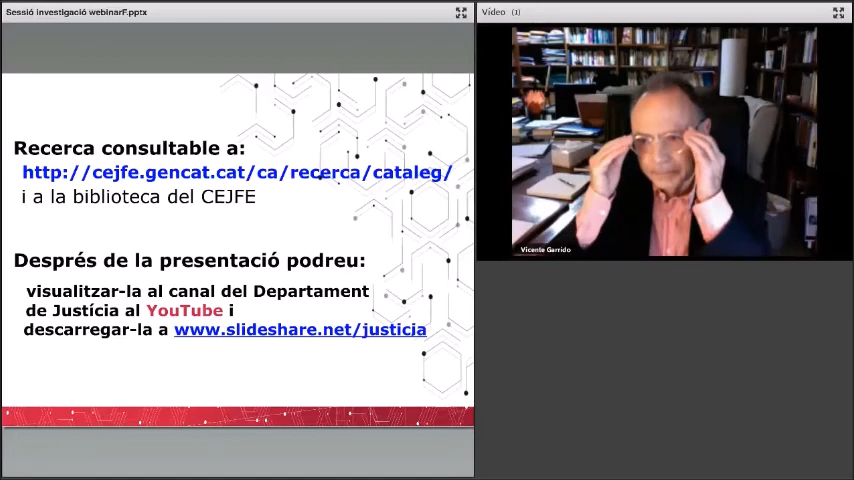 Sessió investigació webinarF.pptx
Vídeo (1)
Recerca consultable a:
http://cejfe.gencat.cat/ca/recerca/cataleg/
i a la biblioteca del CEJFE
Després de la presentació podreu:
visualitzar-la al canal del Departament
de Justícia al YouTube i
descarregar-la a www.slideshare.net/justicia
Vicente Garrido